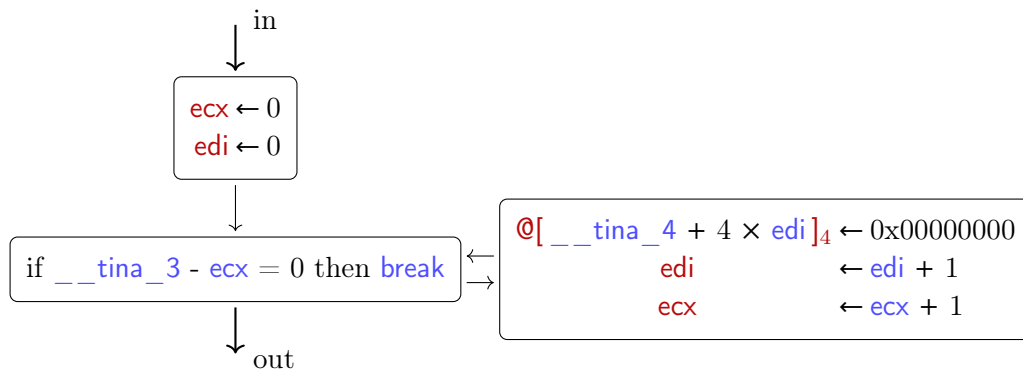 in
ecx ← 0
edi ← 0
if __tina_3 - ecx = 0 then break
@[__tina_4 + 4 × edi]4 ← 0x00000000
edi ← edi + 1
ecx ← ecx + 1
out